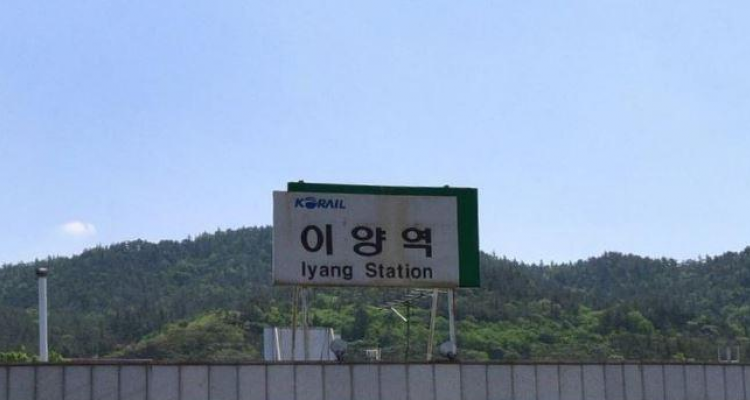 KORAIL
이양역
Iyang Station